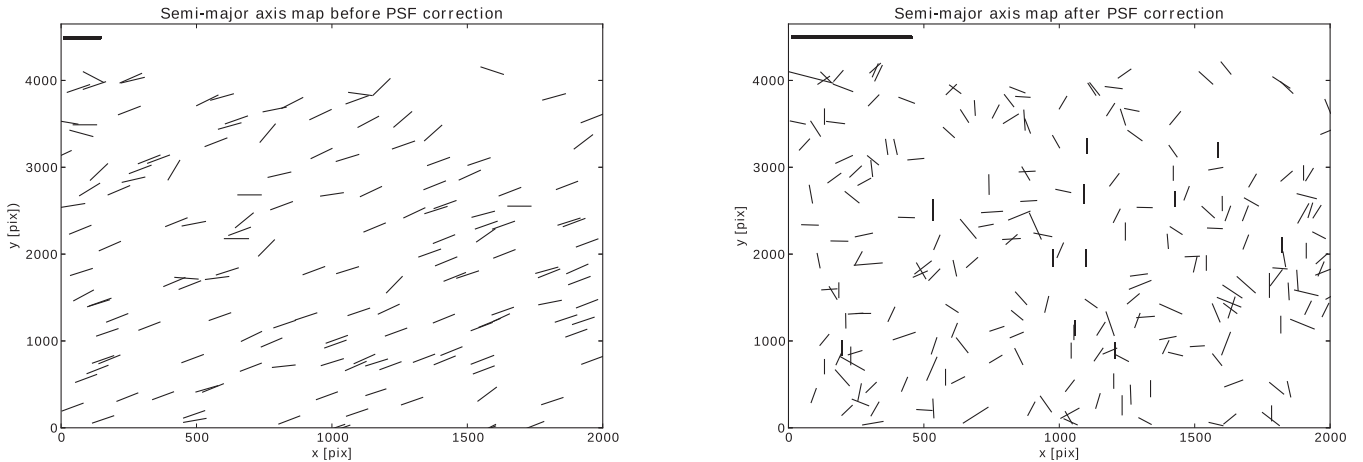 Semi-major axis map before PSF correction
4000
3000
2000
1000
0
y [pix])
0 500 1000 1500 2000
x [pix]
Semi-major axis map after PSF correction
4000
3000
2000
1000
0
y [pix]
0 500 1000 1500 2000
x [pix]